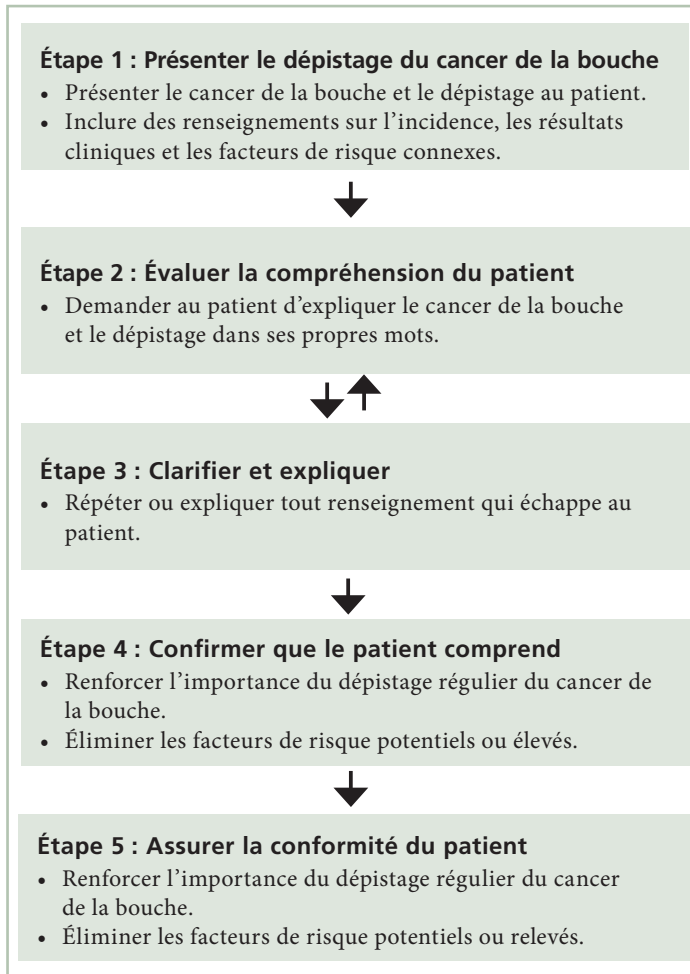 Étape 1 : Présenter le dépistage du cancer de la bouche
• Présenter le cancer de la bouche et le dépistage au patient.
• Inclure des renseignements sur l’incidence, les résultats
cliniques et les facteurs de risque connexes.
Étape 2 : Évaluer la compréhension du patient
• Demander au patient d’expliquer le cancer de la bouche
et le dépistage dans ses propres mots.
Étape 3 : Clarifier et expliquer
• Répéter ou expliquer tout renseignement qui échappe au
patient.
Étape 4 : Confirmer que le patient comprend
• Renforcer l’importance du dépistage régulier du cancer de
la bouche.
• Éliminer les facteurs de risque potentiels ou élevés.
Étape 5 : Assurer la conformité du patient
• Renforcer l’importance du dépistage régulier du cancer
de la bouche.
• Éliminer les facteurs de risque potentiels ou relevés.